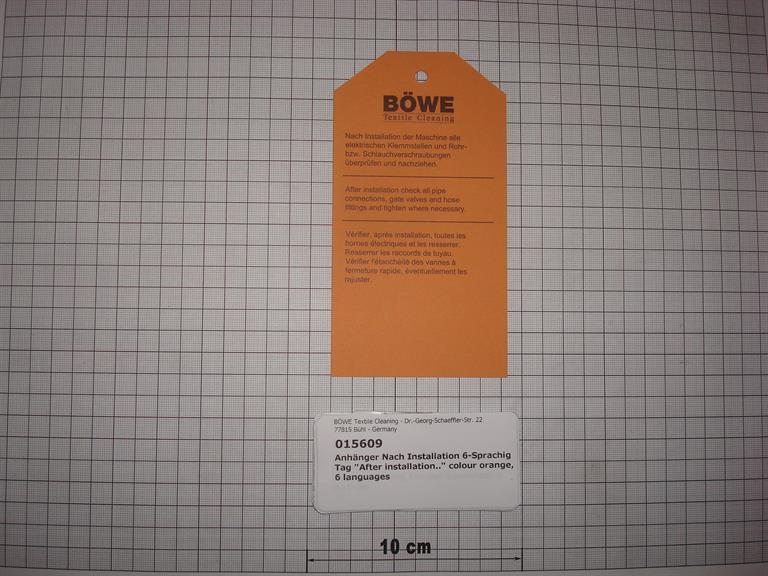 BÖWE
Textile Cleaning
Nach Installation der Maschine alle
elektrischen Klemmstellen und Rohr-
bzw. Schlauchverschraubungen
überprüfen und nachziehen.
After installation check all pipe
connections, gate valves and hose
fittings and tighten where necessary.
Vérifier, après installation, toutes les
bornes électriques et les resserrer.
Resserrer les raccords de tuyau.
Vérifier l'étanchéité des vannes à
fermeture rapide, éventuellement les
rajuster.
BÖWE Textile Cleaning - Dr.-Georg-Schaeffler-Str. 22
77815 Bühl - Germany
015609
Anhänger Nach Installation 6-Sprachig
Tag "After installation.." colour orange,
6 languages
10 cm